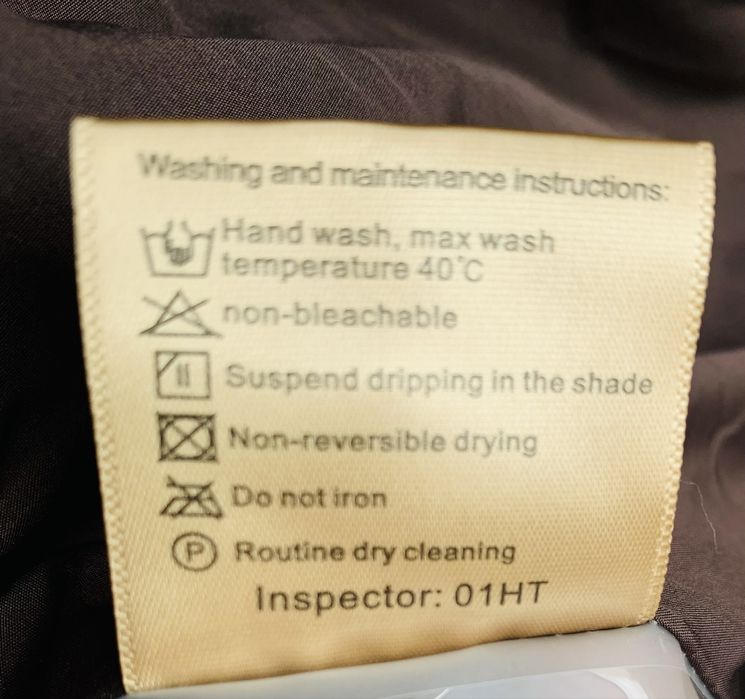 Washing and maintenance instructions:
Hand wash, max wash
temperature 40°C
non-bleachable
Suspend dripping in the shade
Non-reversible drying
Do not iron
P Routine dry cleaning
Inspector: 01HT